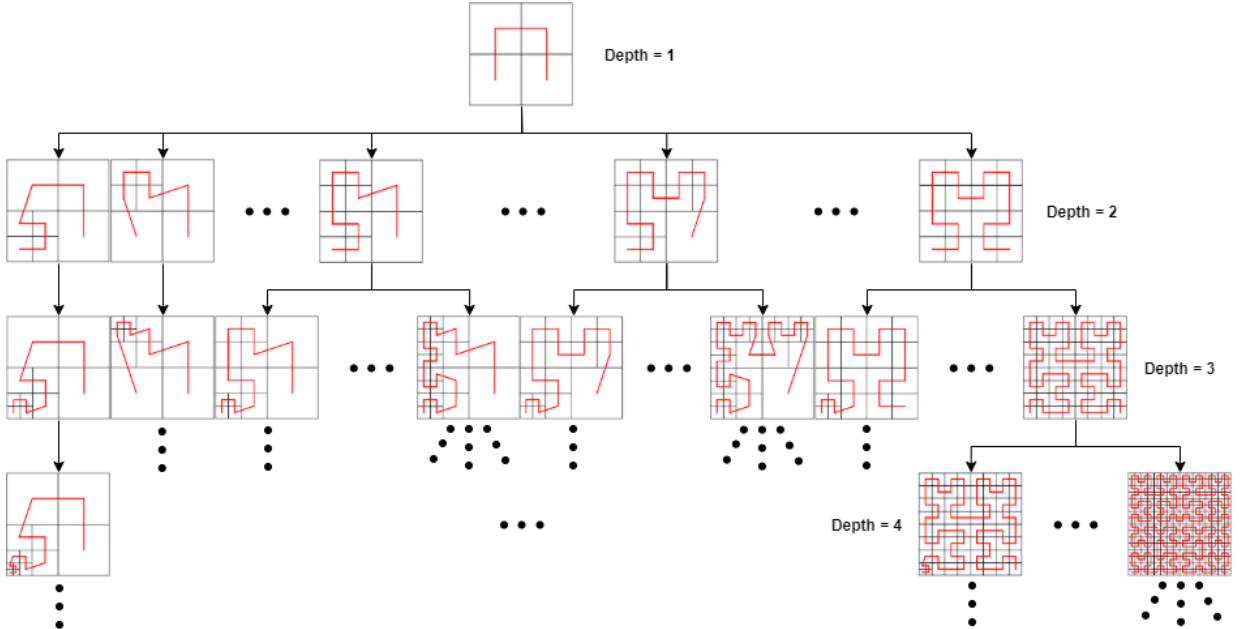 Depth = 1
Depth = 2
Depth = 3
Depth = 4